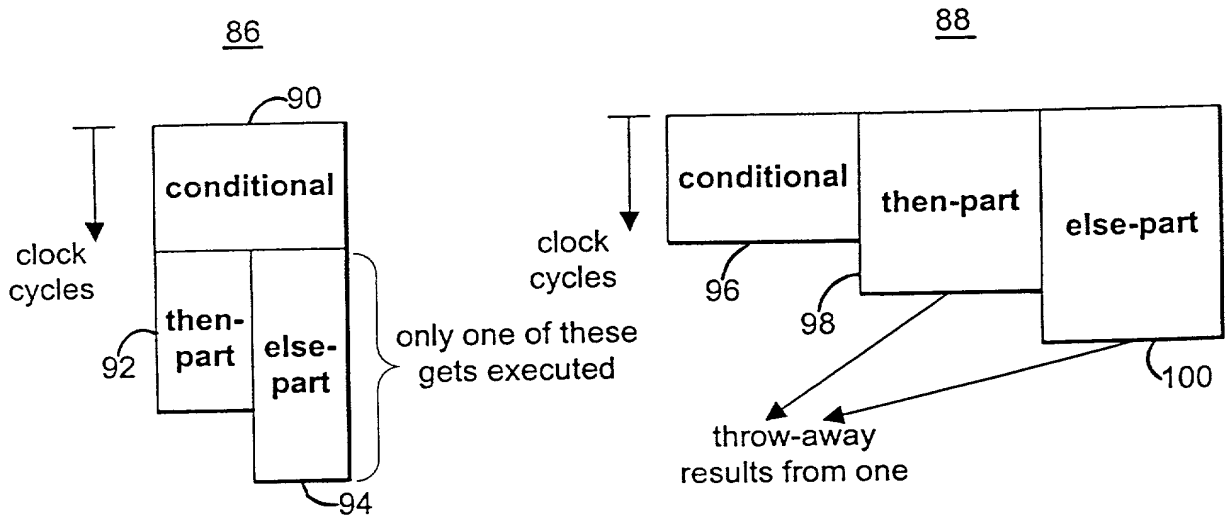 86
90
conditional
clock
cycles
then-
part
else-
part
92
94
only one of these
gets executed
88
conditional
then-part
else-part
clock
cycles
96
98
100
throw-away
results from one